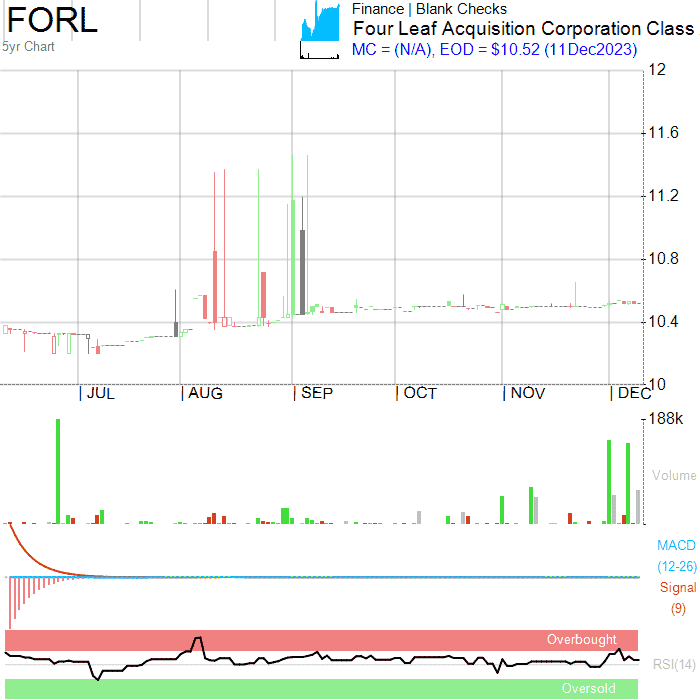 FORL
Finance | Blank Checks
Four Leaf Acquisition Corporation Class
5yr Chart
MC = (N/A), EOD = $10.52 (11Dec2023)
12
11.6
11.2
10.8
10.4
10
| JUL | AUG | SEP | OCT | NOV | DEC
188k
Volume
MACD
(12-26)
Signal
(9)
Overbought
RSI(14)
Oversold